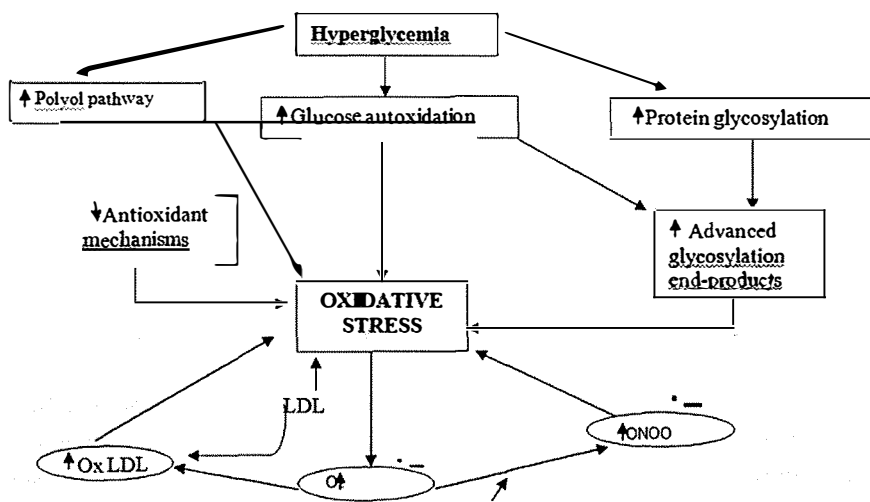 Hyperglycemia
↑ Polyol pathway
↑Glucose autoxidation
↑Protein glycosylation
↓Antioxidant
mechanisms
↑ Advanced
glycosylation
end-products
OXIDATIVE
STRESS
LDL
↑ONOO
↑ Ox LDL